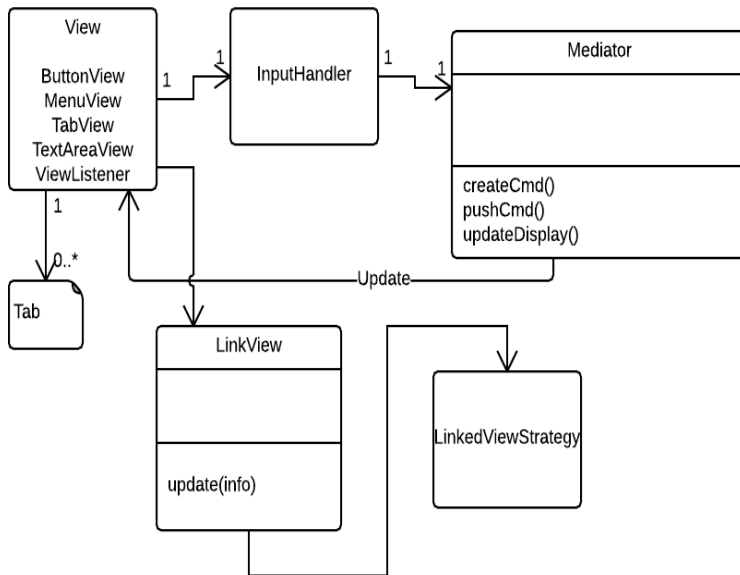 View
ButtonView
MenuView
TabView
TextAreaView
ViewListener
1
1
InputHandler
1
1
Mediator
createCmd()
pushCmd()
updateDisplay()
1
0..*
Tab
Update
LinkView
update(info)
LinkedViewStrategy